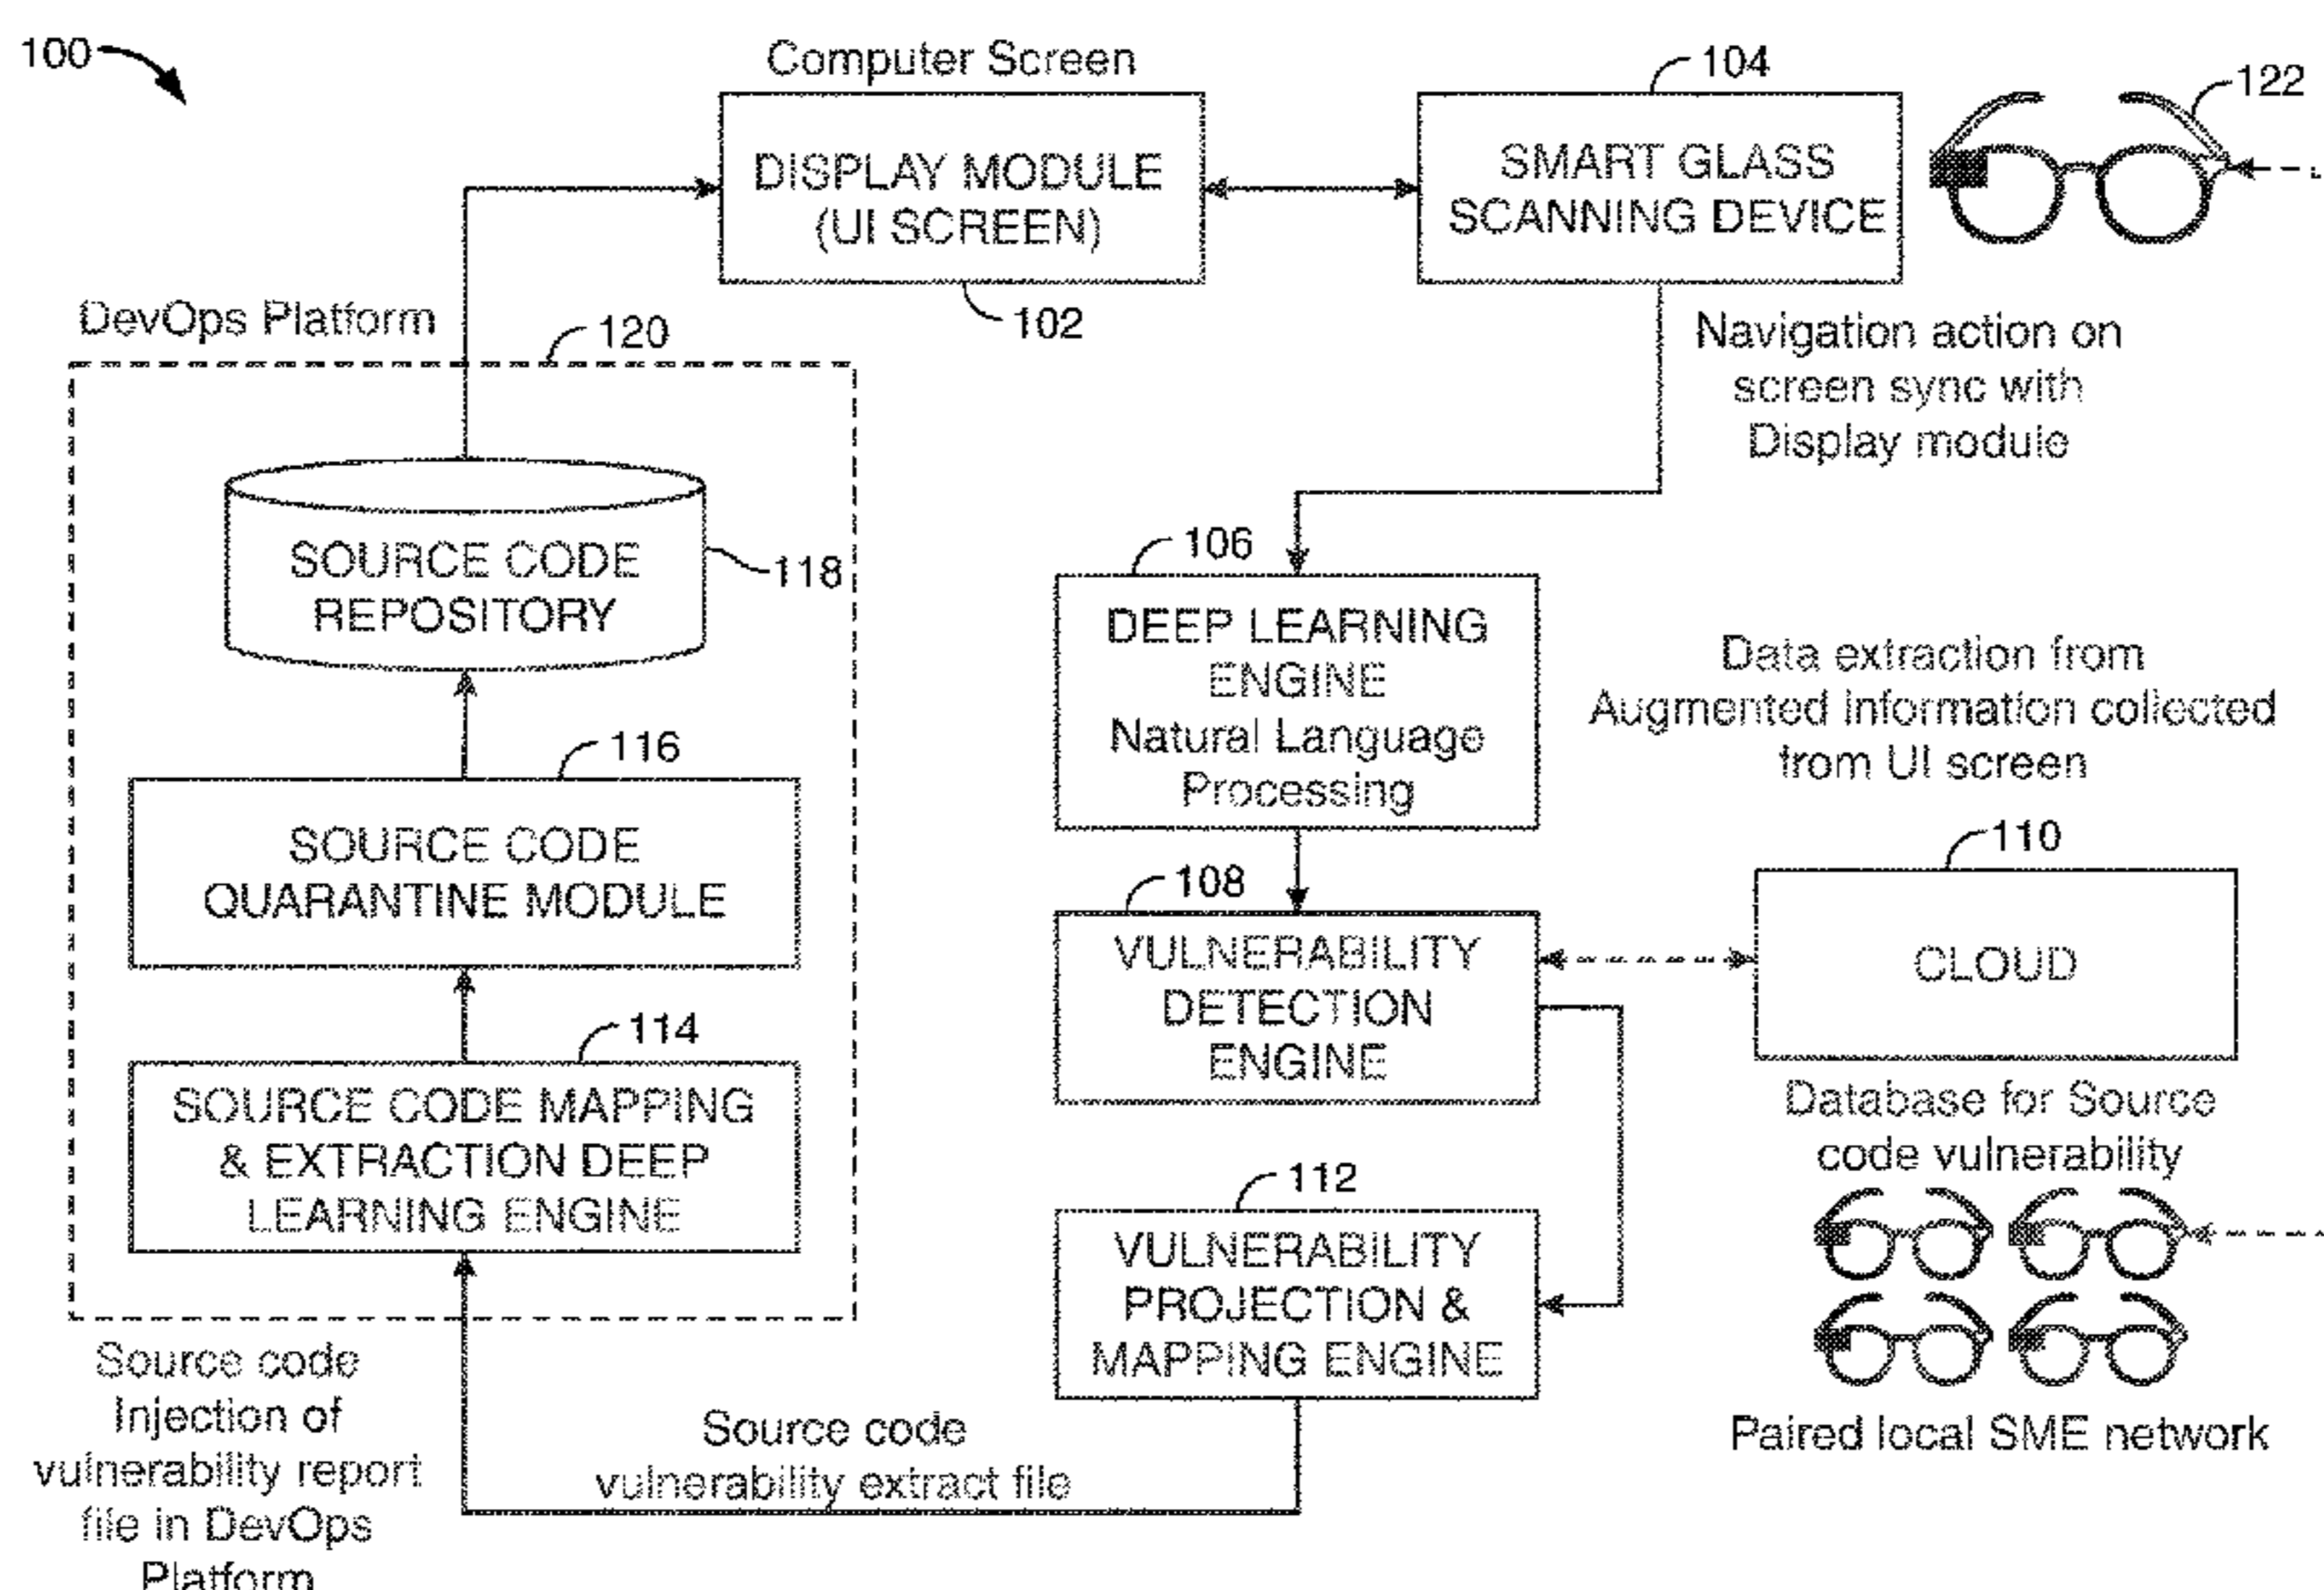 100
Computer Screen
DISPLAY MODULE
(UI SCREEN)
102
104
SMART GLASS
SCANNING DEVICE
122
Navigation action on
screen sync with
Display module
DevOps Platform
120
SOURCE CODE
REPOSITORY
118
116
SOURCE CODE
QUARANTINE MODULE
114
SOURCE CODE MAPPING
& EXTRACTION DEEP
LEARNING ENGINE
Source code
Injection of
vulnerability report
file in DevOps
Platform
106
DEEP LEARNING
ENGINE
Natural Language
Processing
Data extraction from
Augmented information collected
from UI screen
108
VULNERABILITY
DETECTION
ENGINE
110
CLOUD
Database for Source
code vulnerability
112
VULNERABILITY
PROJECTION &
MAPPING ENGINE
Source code
vulnerability extract file
Paired local SME network